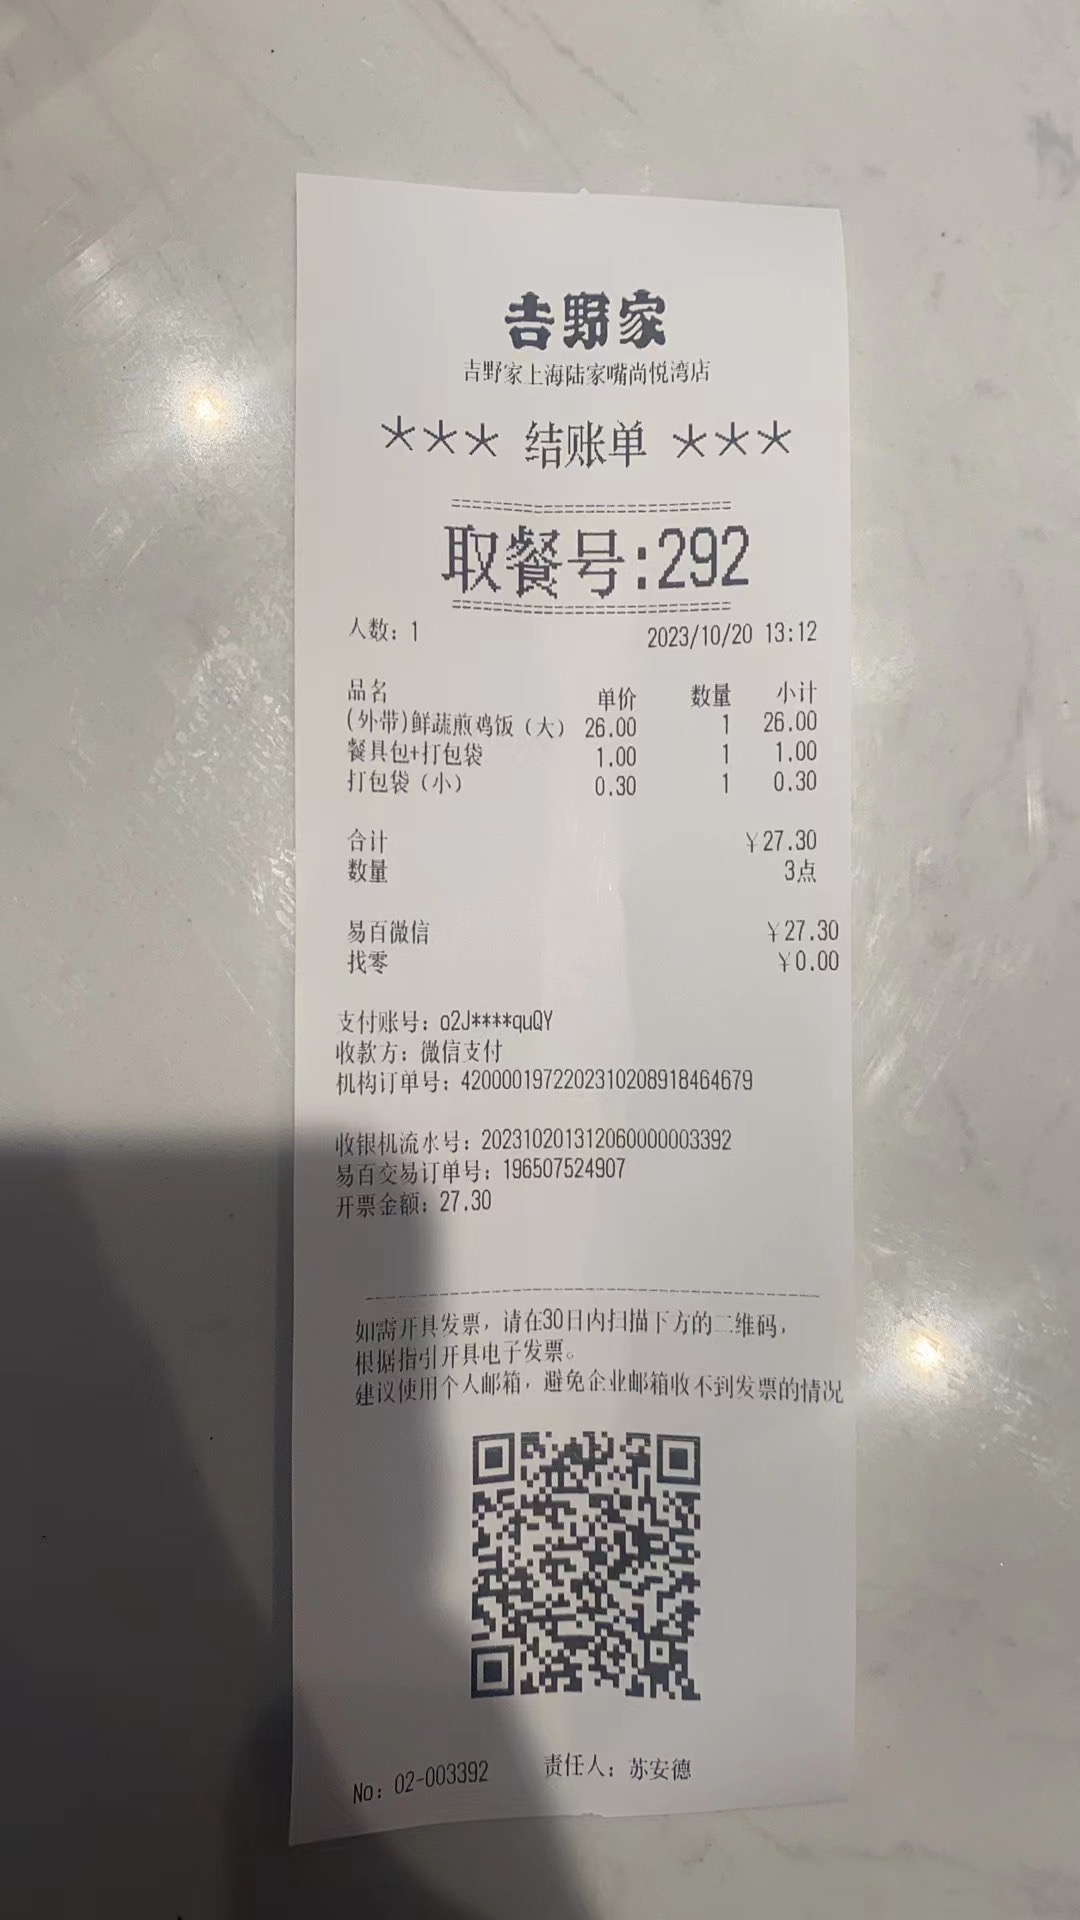 吉野家
吉野家上海陆家嘴尚悦湾店
*** 结账单 ***
==========================
取餐号:292
==========================
人数：1 2023/10/20 13:12
品名 单价 数量 小计
(外带)鲜蔬煎鸡饭（大） 26.00 1 26.00
餐具包+打包袋 1.00 1 1.00
打包袋（小） 0.30 1 0.30
合计 ￥27.30
数量 3点
易百微信 ￥27.30
找零 ￥0.00
支付账号：o2J****quQY
收款方：微信支付
机构订单号：4200001972202310208918464679
收银机流水号：202310201312060000003392
易百交易订单号：196507524907
开票金额：27.30
如需开具发票，请在30日内扫描下方的二维码，
根据指引开具电子发票。
建议使用个人邮箱，避免企业邮箱收不到发票的情况
No：02-003392 责任人：苏安德